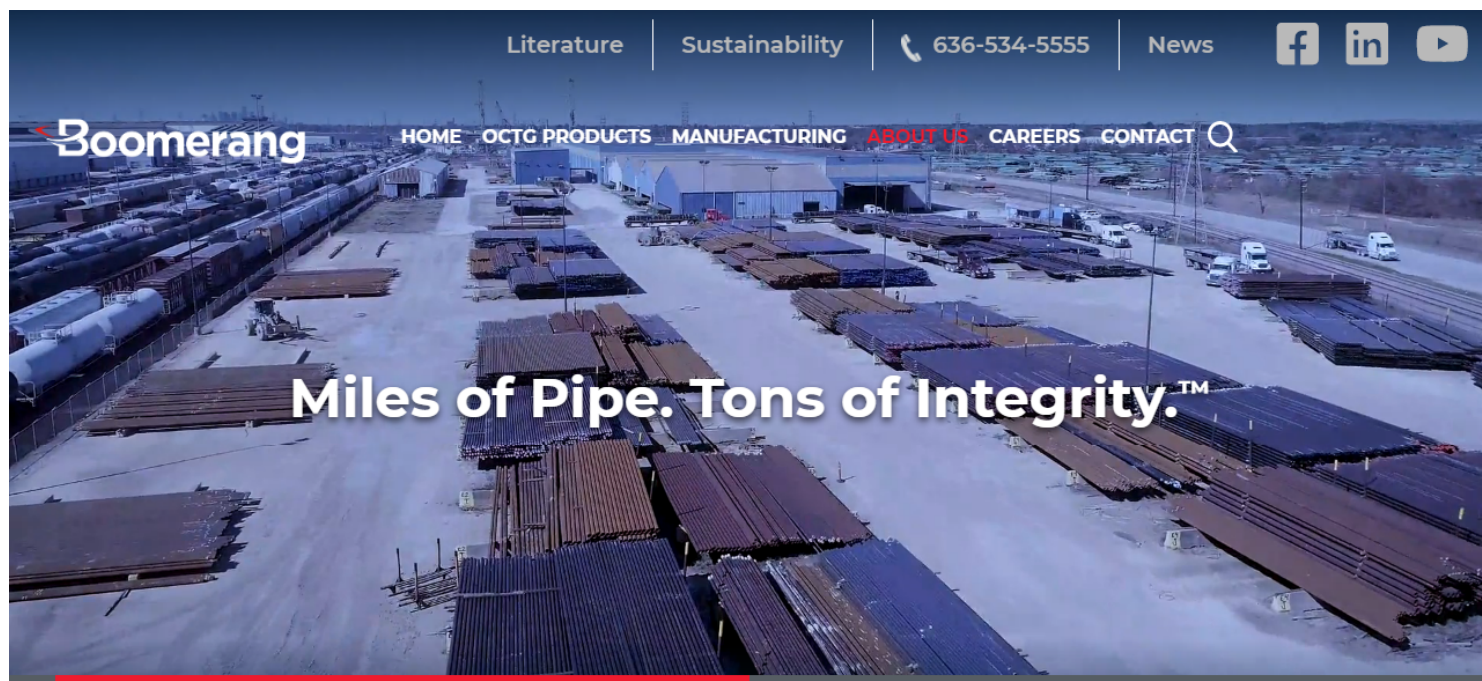 Literature
Sustainability
636-534-5555
News
Boomerang
HOME
OCTG PRODUCTS
MANUFACTURING
ABOUT US
CAREERS
CONTACT
Miles of Pipe. Tons of Integrity.™